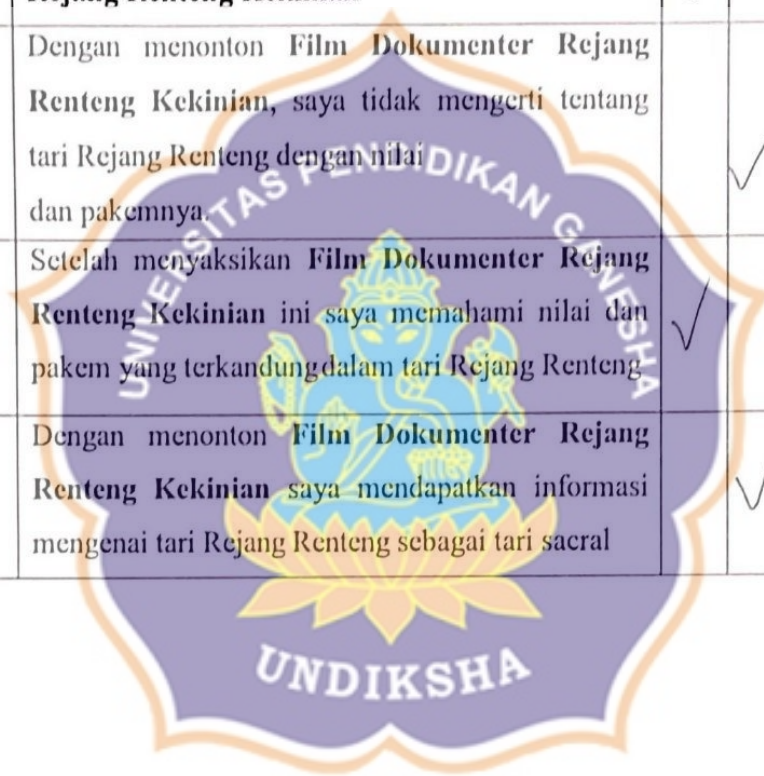 Dengan menonton Film Dokumenter Rejang
Renteng Kekinian, saya tidak mengerti tentang
tari Rejang Renteng dengan nilai
dan pakemnya.
Setelah menyaksikan Film Dokumenter Rejang
Renteng Kekinian ini saya memahami nilai dan
pakem yang terkandungdalam tari Rejang Renteng
Dengan menonton Film Dokumenter Rejang
Renteng Kekinian saya mendapatkan informasi
mengenai tari Rejang Renteng sebagai tari sacral
UNIVERSITAS PENDIDIKAN GANESHA
UNDIKSHA